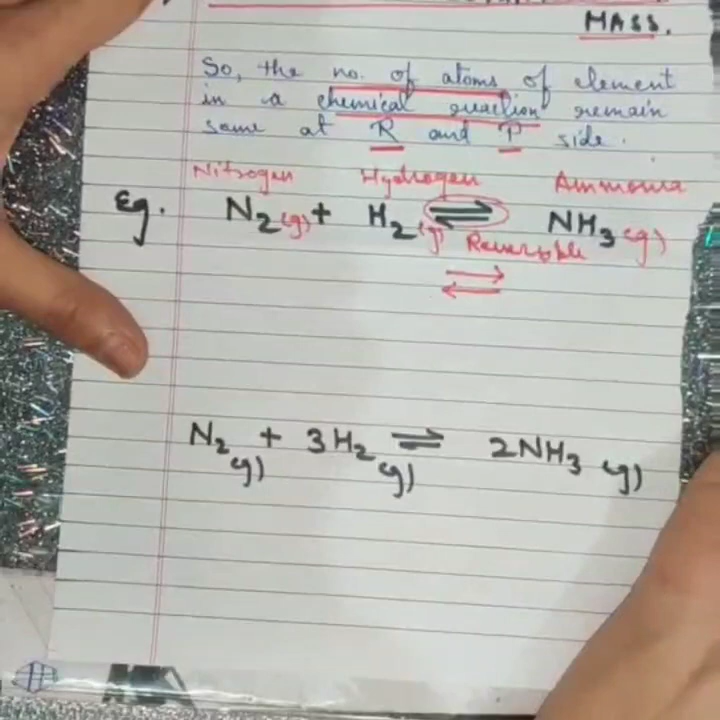 MASS.
So, the no. of atoms of element
in a chemical reaction remain
same at R and P side.
Nitrogen Hydrogen Ammonia
Eg. N2(g) + H2(g) ⇌ NH3(g)
Reversible
⇌
N2(g) + 3H2(g) ⇌ 2NH3(g)